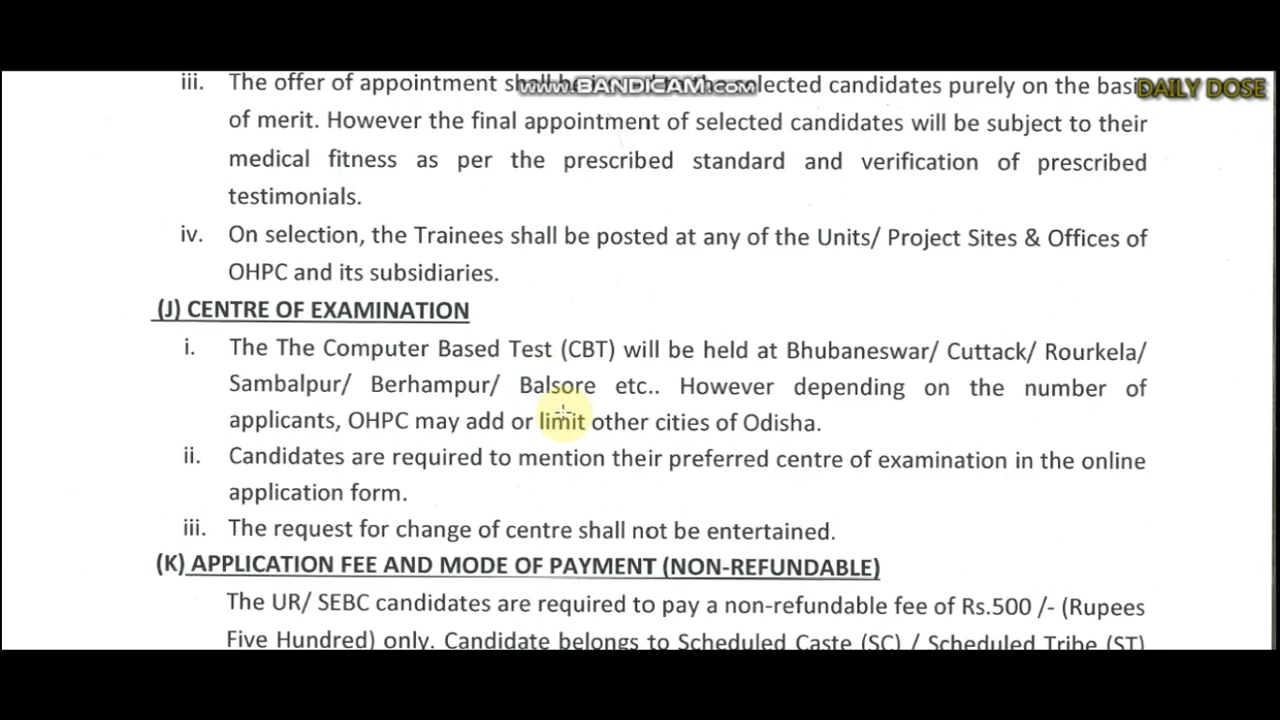 www.BANDICAM.com
DAILY DOSE
iii. The offer of appointment shall be to the selected candidates purely on the basis
of merit. However the final appointment of selected candidates will be subject to their
medical fitness as per the prescribed standard and verification of prescribed
testimonials.
iv. On selection, the Trainees shall be posted at any of the Units/ Project Sites & Offices of
OHPC and its subsidiaries.
(J) CENTRE OF EXAMINATION
i. The The Computer Based Test (CBT) will be held at Bhubaneswar/ Cuttack/ Rourkela/
Sambalpur/ Berhampur/ Balsore etc.. However depending on the number of
applicants, OHPC may add or limit other cities of Odisha.
ii. Candidates are required to mention their preferred centre of examination in the online
application form.
iii. The request for change of centre shall not be entertained.
(K) APPLICATION FEE AND MODE OF PAYMENT (NON-REFUNDABLE)
The UR/ SEBC candidates are required to pay a non-refundable fee of Rs.500 /- (Rupees
Five Hundred) only. Candidate belongs to Scheduled Caste (SC) / Scheduled Tribe (ST)